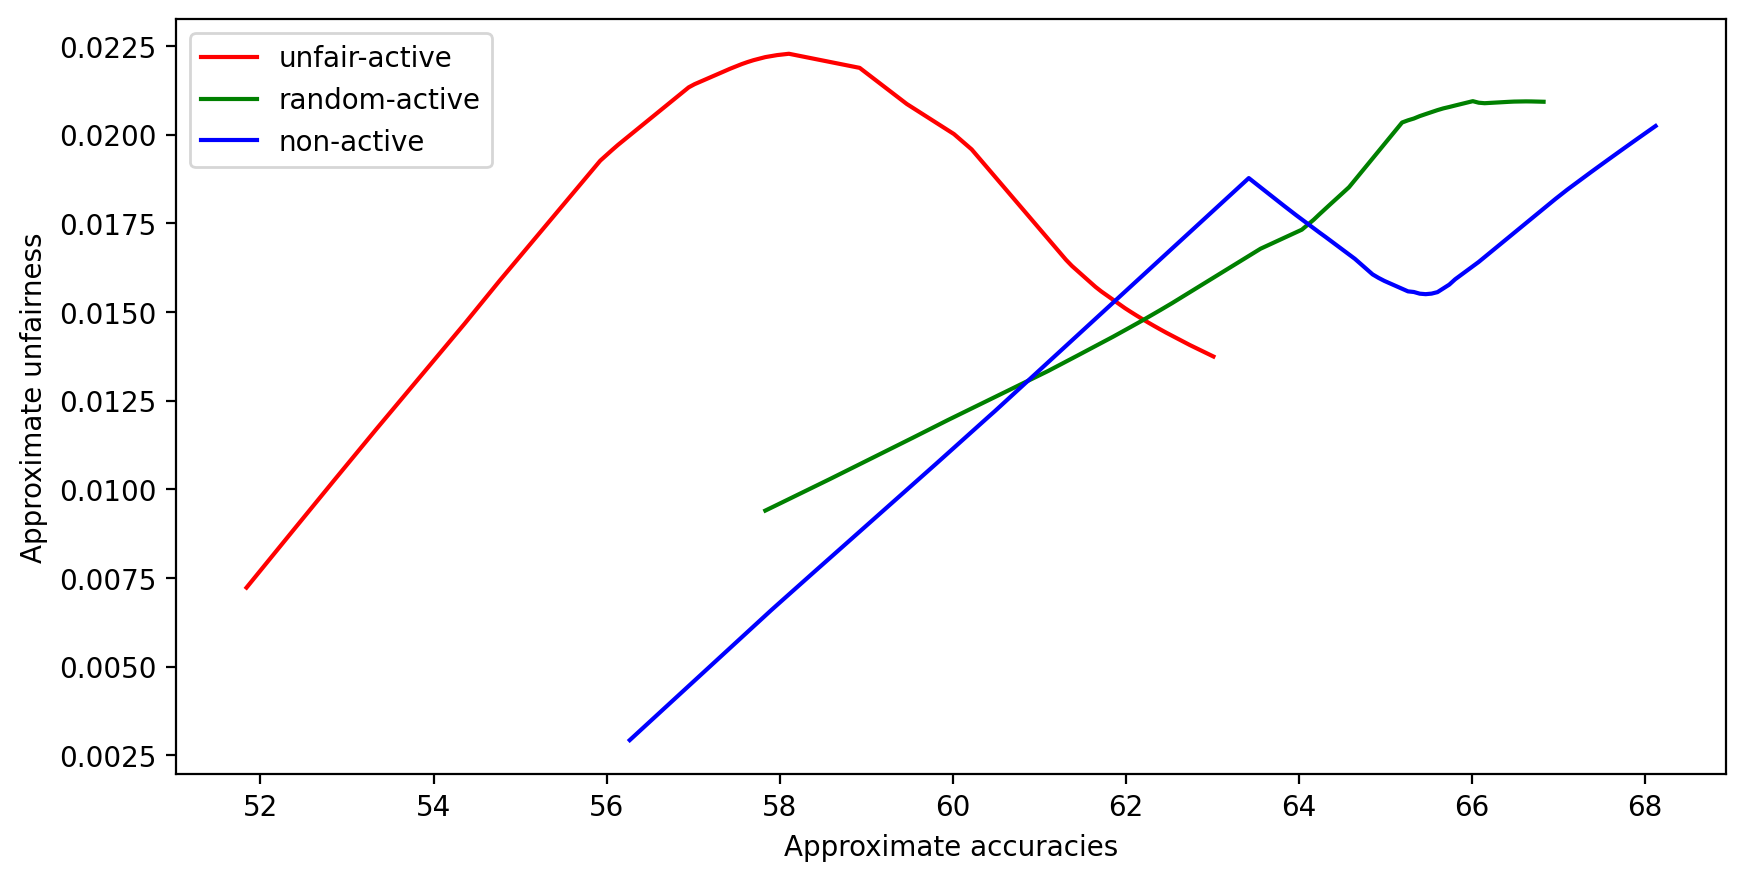 unfair-active
random-active
non-active
Approximate unfairness
0.0225
0.0200
0.0175
0.0150
0.0125
0.0100
0.0075
0.0050
0.0025
52 54 56 58 60 62 64 66 68
Approximate accuracies